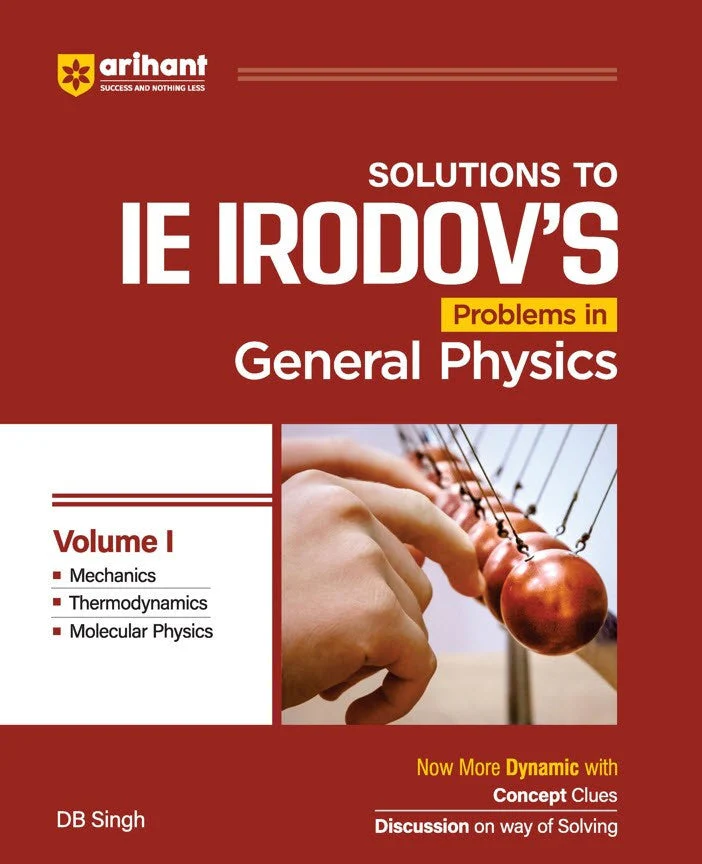 arihant
SUCCESS AND NOTHING LESS
SOLUTIONS TO
IE IRODOV'S
Problems in
General Physics
Volume I
Mechanics
Thermodynamics
Molecular Physics
Now More Dynamic with
Concept Clues
Discussion on way of Solving
DB Singh